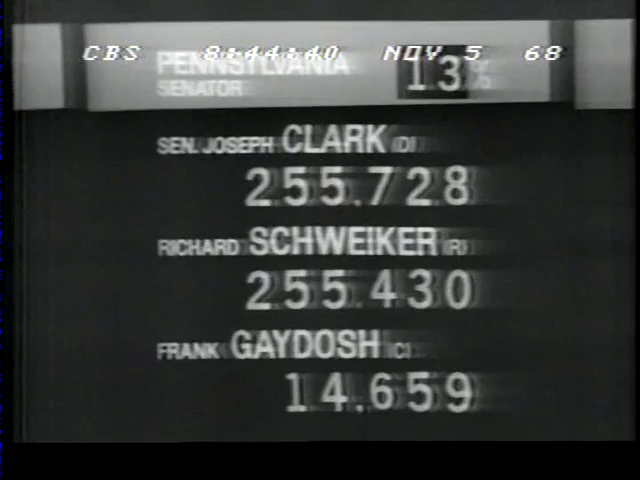 CBS 8:44:40 NOV 5 68
PENNSYLVANIA 13%
SENATOR
SEN. JOSEPH CLARK (D)
255,728
RICHARD SCHWEIKER (R)
255,430
FRANK GAYDOSH (C)
14,659